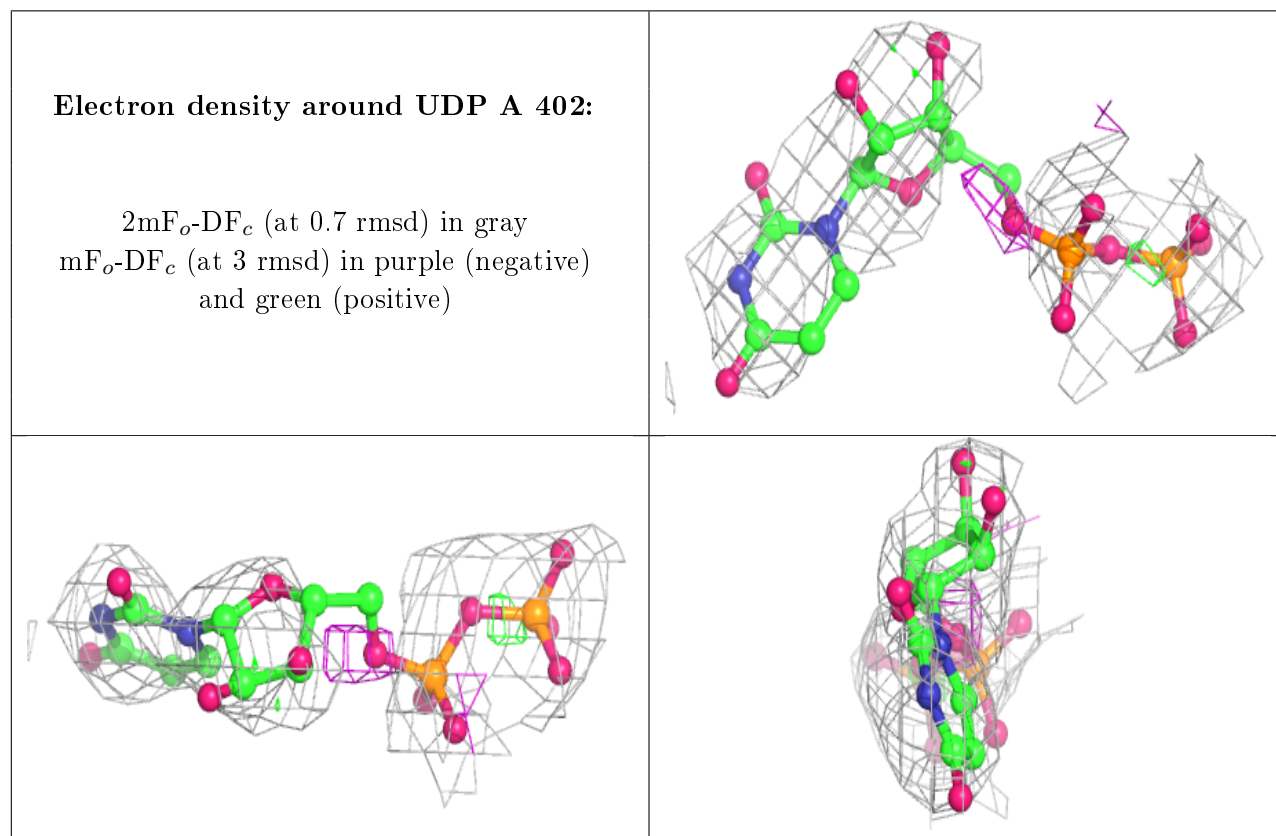 Electron density around UDP A 402:
2mFo-DFc (at 0.7 rmsd) in gray
mFo-DFc (at 3 rmsd) in purple (negative)
and green (positive)